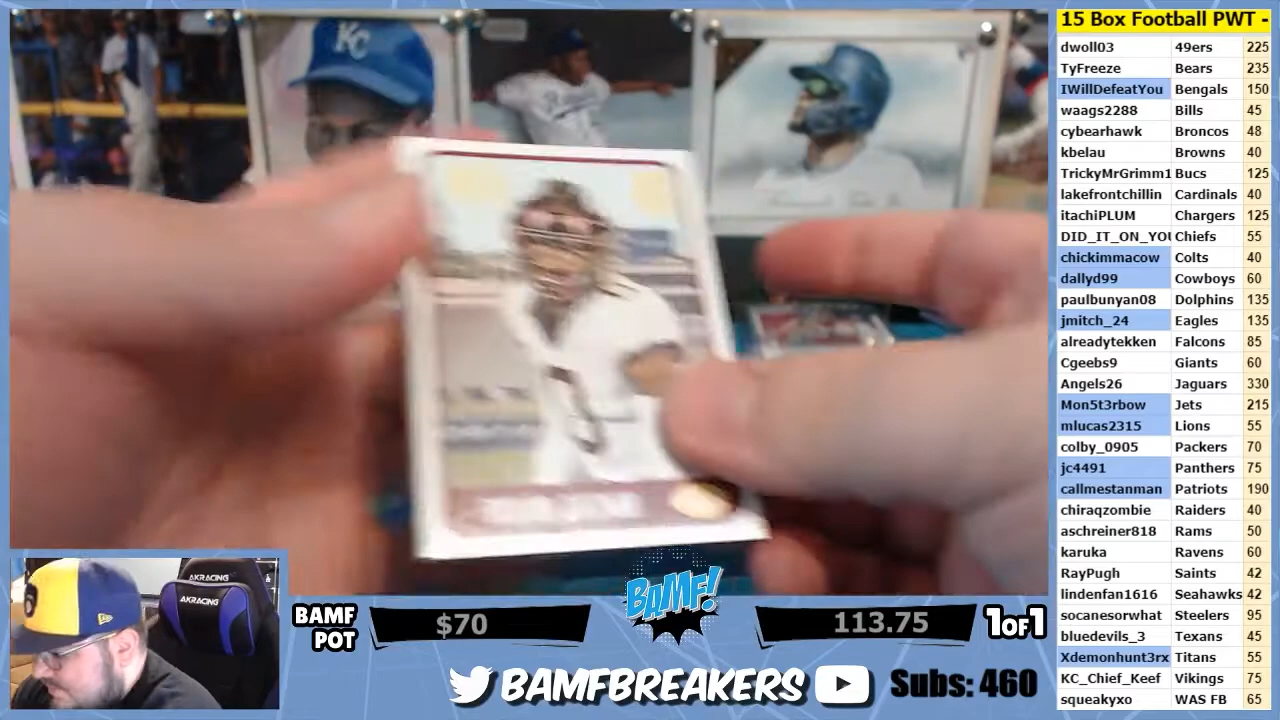 15 Box Football PWT -
dwoll03 49ers 225
TyFreeze Bears 235
IWillDefeatYou Bengals 150
waags2288 Bills 45
cybearhawk Broncos 48
kbelau Browns 40
TrickyMrGrimm1 Bucs 125
lakefrontchillin Cardinals 40
itachiPLUM Chargers 125
DID_IT_ON_YOU Chiefs 55
chickimmacow Colts 40
dallyd99 Cowboys 60
paulbunyan08 Dolphins 135
jmitch_24 Eagles 135
alreadytekken Falcons 85
Cgeebs9 Giants 60
Angels26 Jaguars 330
Mon5t3rbow Jets 215
mlucas2315 Lions 55
colby_0905 Packers 70
jc4491 Panthers 75
callmestanman Patriots 190
chiraqzombie Raiders 40
aschreiner818 Rams 50
karuka Ravens 60
RayPugh Saints 42
lindenfan1616 Seahawks 42
socanesorwhat Steelers 95
bluedevils_3 Texans 45
Xdemonhunt3rx Titans 55
KC_Chief_Keef Vikings 75
squeakyxo WAS FB 65
KC
AKRACING
AKRACING
BAMF POT
$70
BAMF!
113.75
1OF1
BAMFBREAKERS
Subs: 460